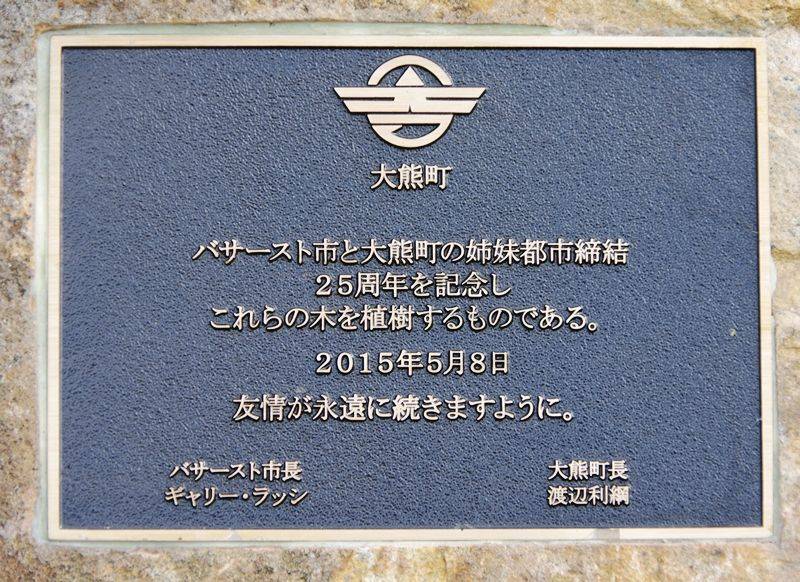 大熊町
バサースト市と大熊町の姉妹都市締結
25周年を記念し
これらの木を植樹するものである。
2015年5月8日
友情が永遠に続きますように。
バサースト市長
ギャリー・ラッシ
大熊町長
渡辺利綱